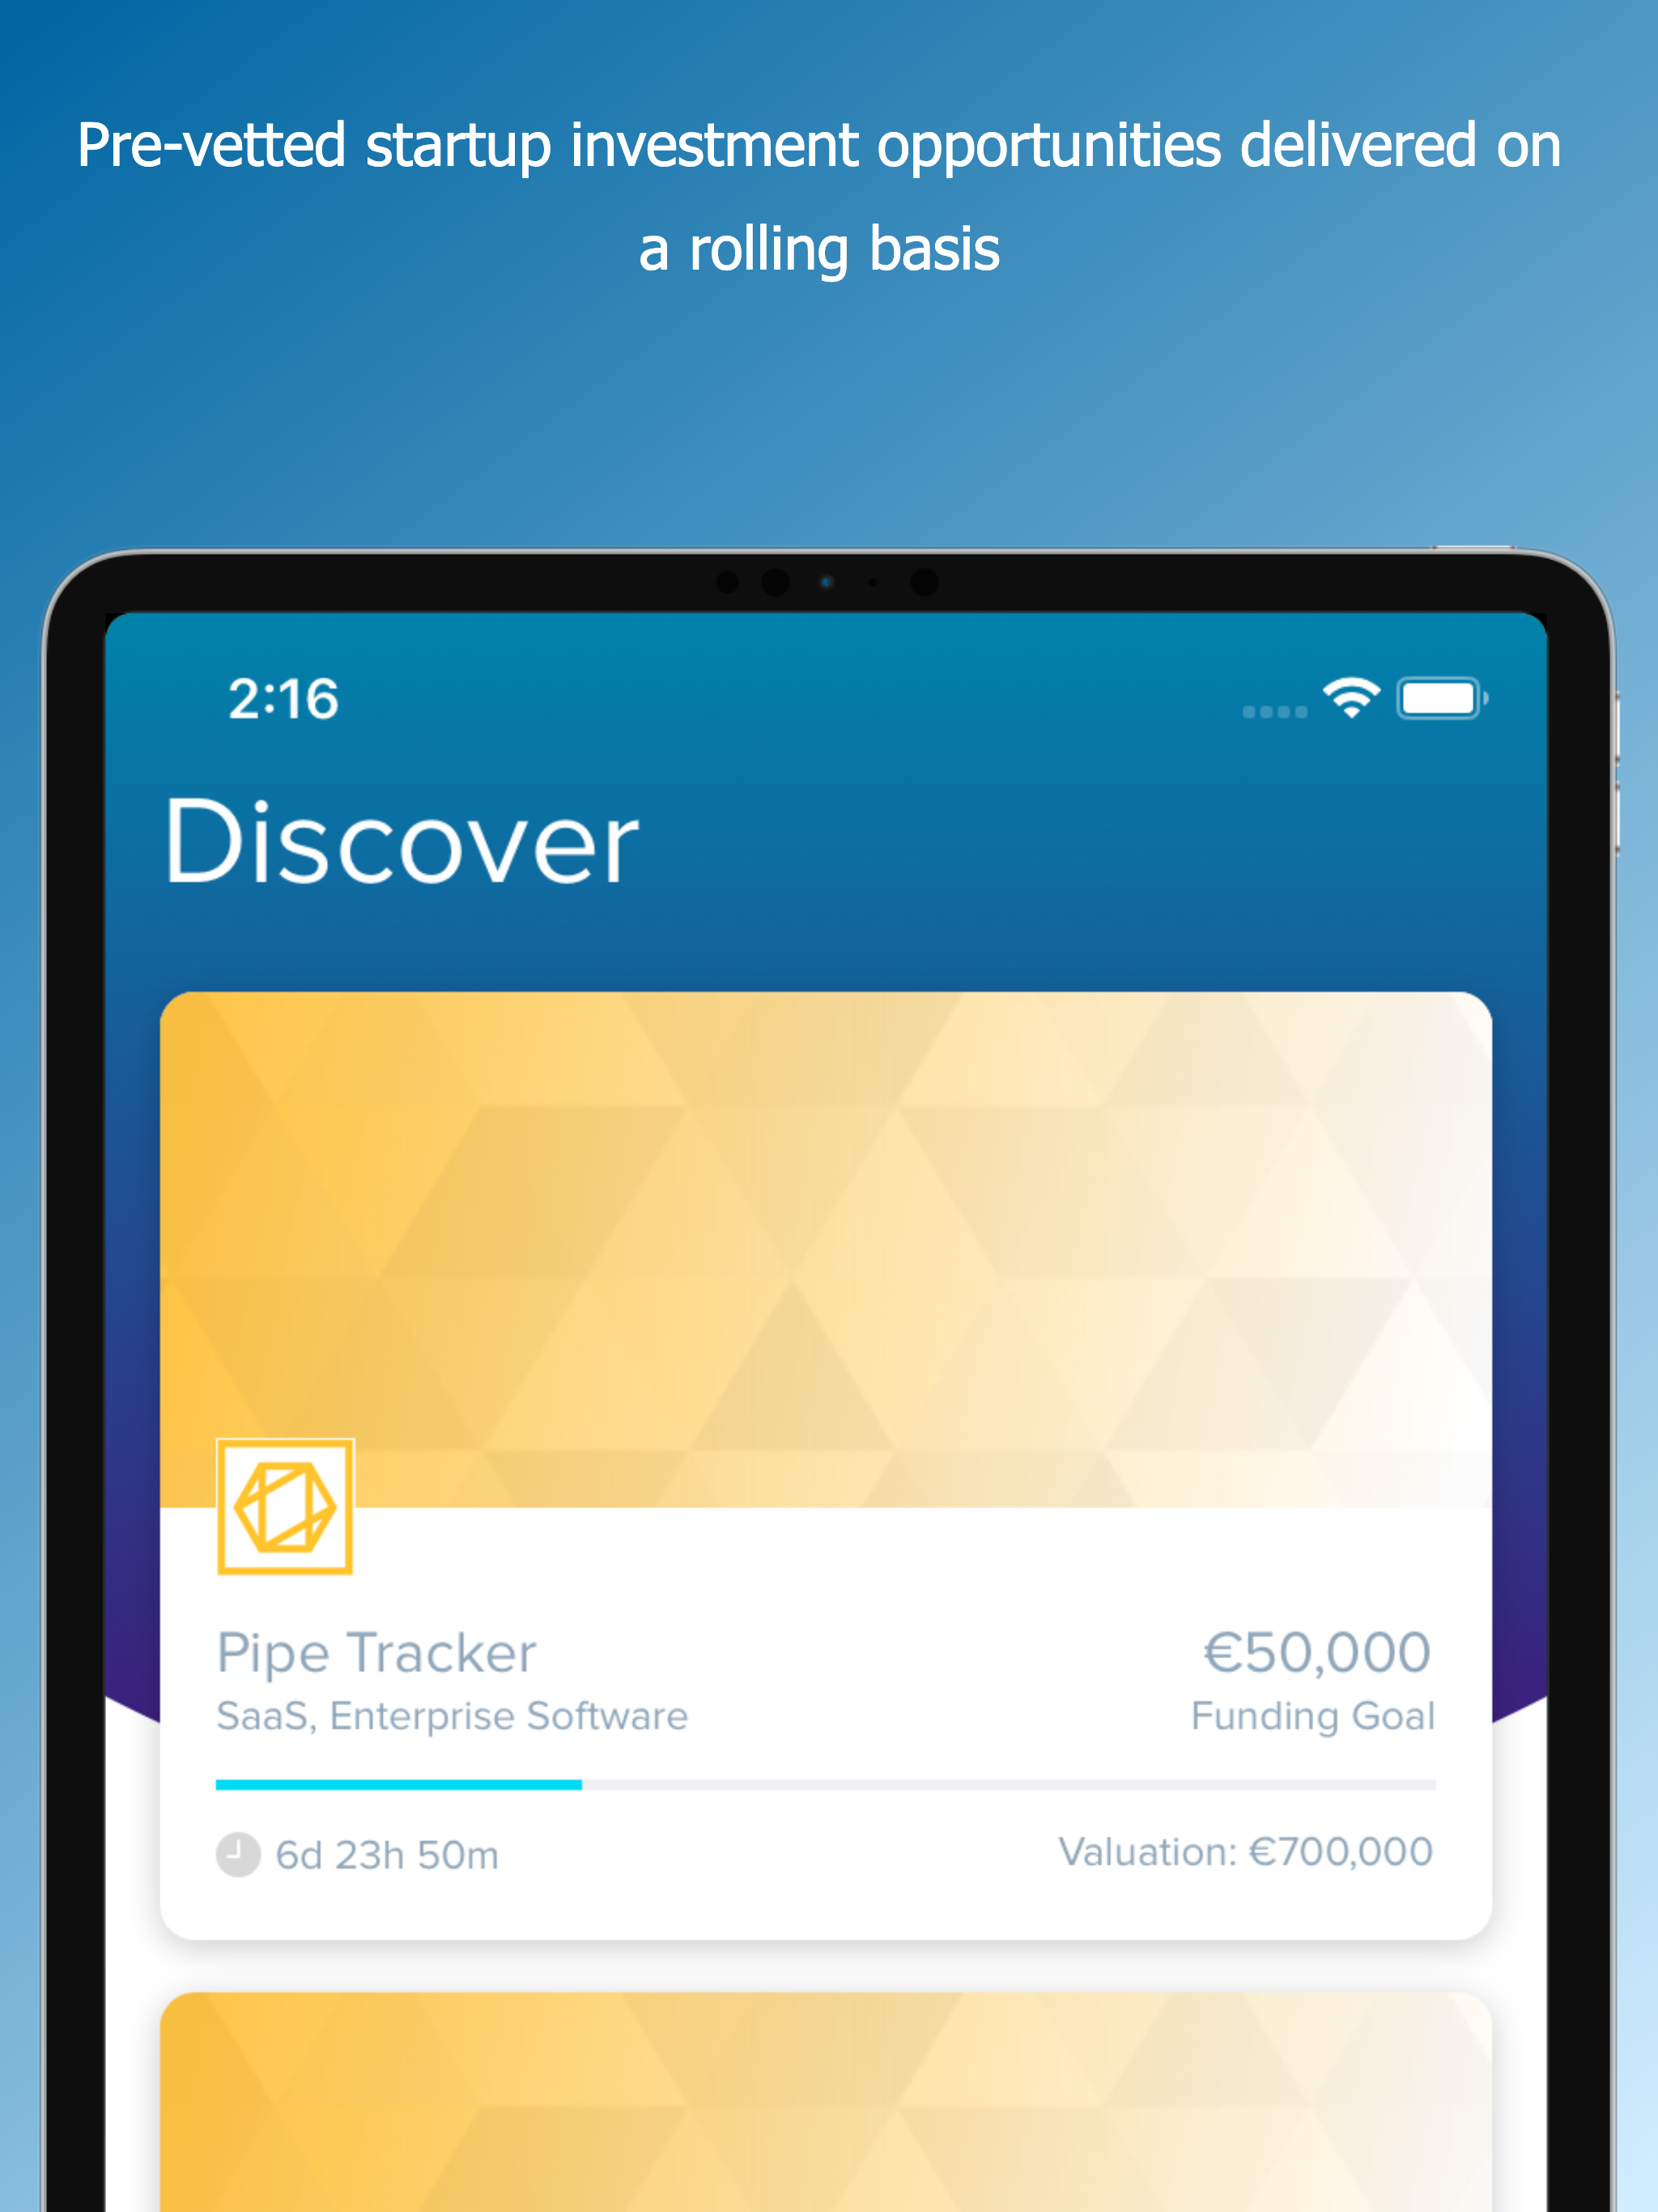 Pre-vetted startup investment opportunities delivered on
a rolling basis
2:16
Discover
Pipe Tracker
€50,000
SaaS, Enterprise Software
Funding Goal
6d 23h 50m
Valuation: €700,000